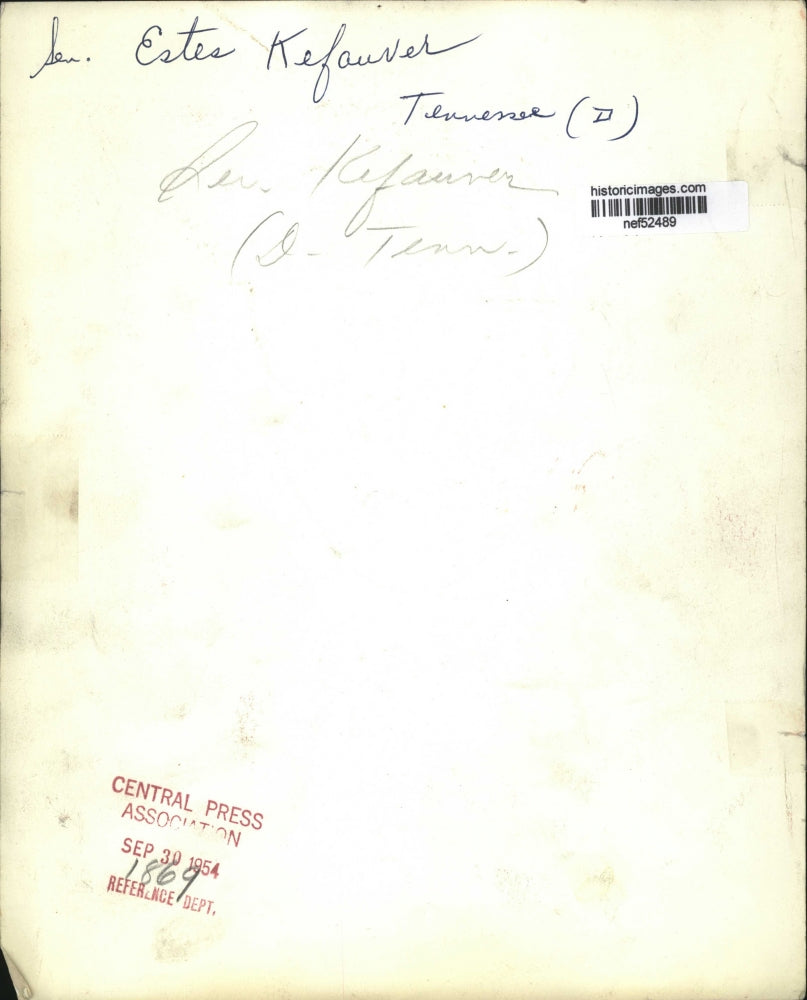 Sen. Estes Kefauver
Tennessee (D)
Sen. Kefauver
(D- Tenn.)
historicimages.com
nef52489
CENTRAL PRESS
ASSOCIATION
SEP 30 1954
1869
REFERENCE DEPT.